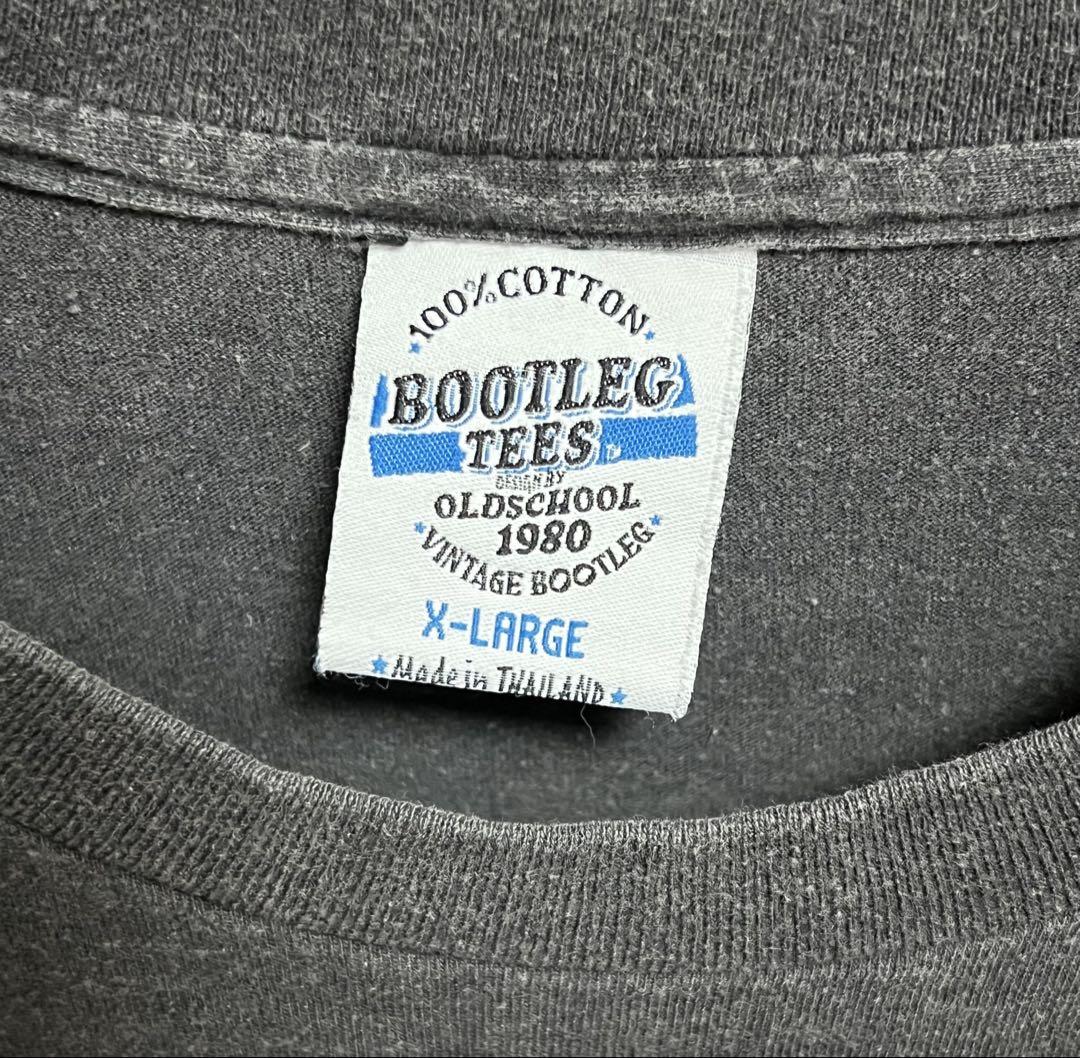 100% COTTON
BOOTLEG
TEES
DESIGN BY
OLDSCHOOL
1980
VINTAGE BOOTLEG
X-LARGE
Made in THAILAND